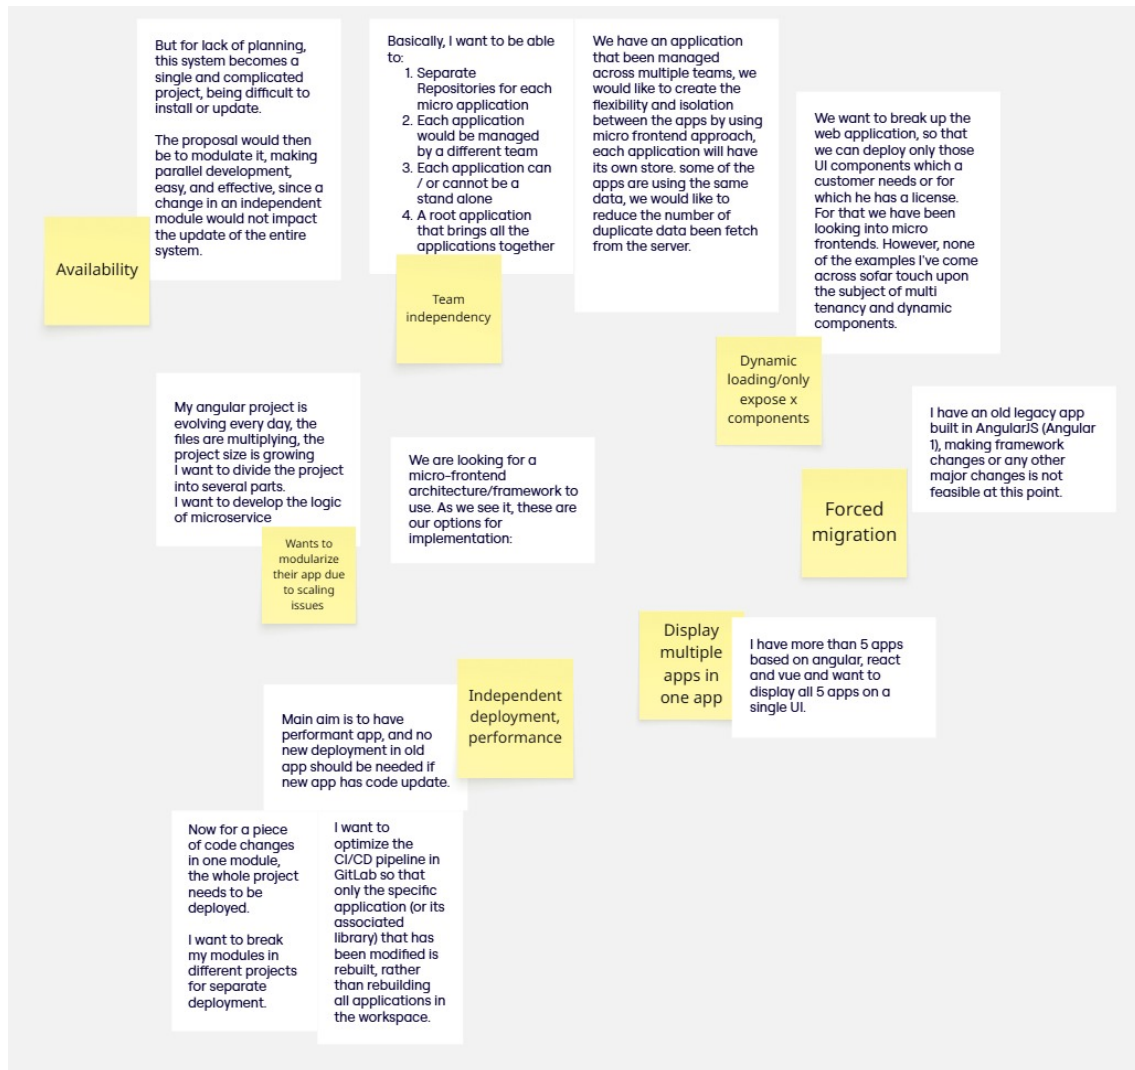 But for lack of planning,
this system becomes a
single and complicated
project, being difficult to
install or update.
The proposal would then
be to modulate it, making
parallel development,
easy, and effective, since a
change in an independent
module would not impact
the update of the entire
system.
Availability
Basically, I want to be able
to:
1. Separate
Repositories for each
micro application
2. Each application
would be managed
by a different team
3. Each application can
/ or cannot be a
stand alone
4. A root application
that brings all the
applications together
Team
independency
We have an application
that been managed
across multiple teams, we
would like to create the
flexibility and isolation
between the apps by using
micro frontend approach,
each application will have
its own store. some of the
apps are using the same
data, we would like to
reduce the number of
duplicate data been fetch
from the server.
We want to break up the
web application, so that
we can deploy only those
UI components which a
customer needs or for
which he has a license.
For that we have been
looking into micro
frontends. However, none
of the examples I've come
across sofar touch upon
the subject of multi
tenancy and dynamic
components.
Dynamic
loading/only
expose x
components
My angular project is
evolving every day, the
files are multiplying, the
project size is growing
I want to divide the project
into several parts.
I want to develop the logic
of microservice
Wants to
modularize
their app due
to scaling
issues
We are looking for a
micro-frontend
architecture/framework to
use. As we see it, these are
our options for
implementation:
I have an old legacy app
built in AngularJS (Angular
1), making framework
changes or any other
major changes is not
feasible at this point.
Forced
migration
Display
multiple
apps in
one app
I have more than 5 apps
based on angular, react
and vue and want to
display all 5 apps on a
single UI.
Independent
deployment,
performance
Main aim is to have
performant app, and no
new deployment in old
app should be needed if
new app has code update.
Now for a piece
of code changes
in one module,
the whole project
needs to be
deployed.
I want to break
my modules in
different projects
for separate
deployment.
I want to
optimize the
CI/CD pipeline in
GitLab so that
only the specific
application (or its
associated
library) that has
been modified is
rebuilt, rather
than rebuilding
all applications in
the workspace.